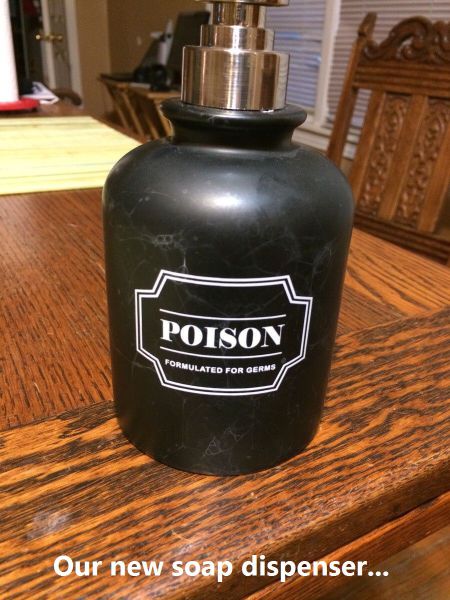 POISON
FORMULATED FOR GERMS
Our new soap dispenser...